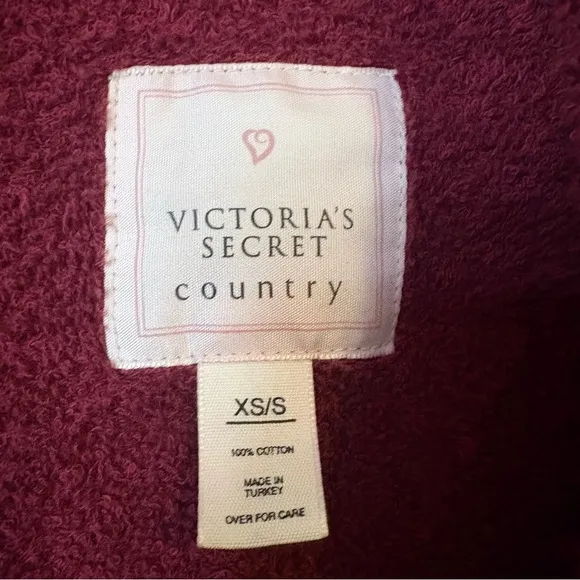 VICTORIA'S
SECRET
country
XS/S
100% COTTON
MADE IN
TURKEY
OVER FOR CARE